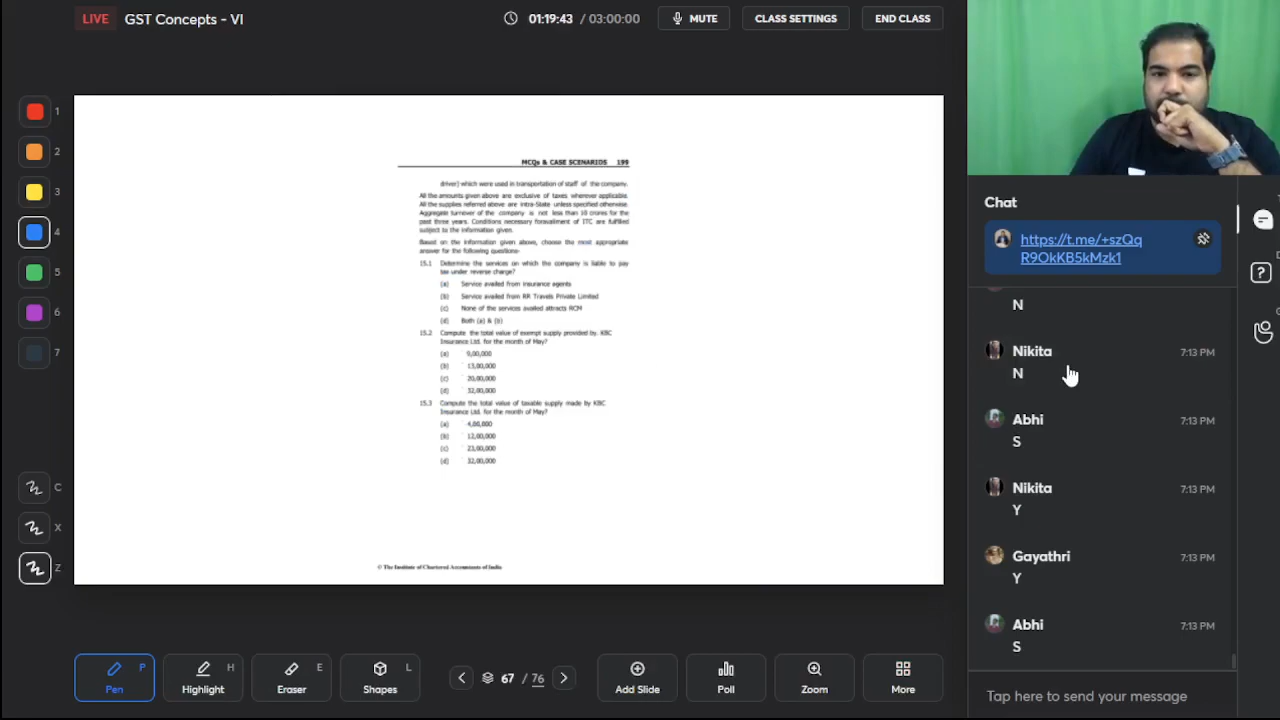 LIVE GST Concepts - VI 01:19:43 / 03:00:00 MUTE CLASS SETTINGS END CLASS
1
2
3
4
5
6
7
C
X
Z
MCQs & CASE SCENARIOS 199
driver) which were used in transportation of staff of the company.
All the amounts given above are exclusive of taxes wherever applicable.
All the supplies referred above are intra-State unless specified otherwise.
Aggregate turnover of the company is not less than 10 crores for the
past three years. Conditions necessary foravailment of ITC are fulfilled
subject to the information given.
Based on the information given above, choose the most appropriate
answer for the following questions-
15.1 Determine the services on which the company is liable to pay
tax under reverse charge?
(a) Service availed from insurance agents
(b) Service availed from RR Travels Private Limited
(c) None of the services availed attracts RCM
(d) Both (a) & (b)
15.2 Compute the total value of exempt supply provided by. KBC
Insurance Ltd. for the month of May?
(a) 9,00,000
(b) 13,00,000
(c) 20,00,000
(d) 32,00,000
15.3 Compute the total value of taxable supply made by KBC
Insurance Ltd. for the month of May?
(a) 4,00,000
(b) 12,00,000
(c) 23,00,000
(d) 32,00,000
© The Institute of Chartered Accountants of India
Pen P
Highlight H
Eraser E
Shapes L
67 / 76
Add Slide
Poll
Zoom
More
Chat
https://t.me/+szQq
R9OkKB5kMzk1
N
Nikita 7:13 PM
N
Abhi 7:13 PM
S
Nikita 7:13 PM
Y
Gayathri 7:13 PM
Y
Abhi 7:13 PM
S
Tap here to send your message